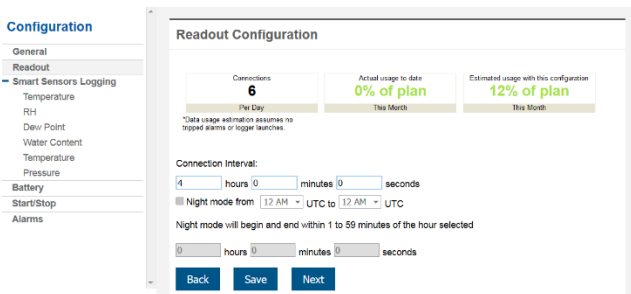 Configuration
General
Readout
Smart Sensors Logging
Temperature
RH
Dew Point
Water Content
Temperature
Pressure
Battery
Start/Stop
Alarms
Readout Configuration
Connections
6
Per Day
Actual usage to date
0% of plan
This Month
Estimated usage with this configuration
12% of plan
This Month
*Data usage estimation assumes no
tripped alarms or logger launches.
Connection Interval:
4 hours 0 minutes 0 seconds
Night mode from 12 AM UTC to 12 AM UTC
Night mode will begin and end within 1 to 59 minutes of the hour selected
0 hours 0 minutes 0 seconds
Back Save Next